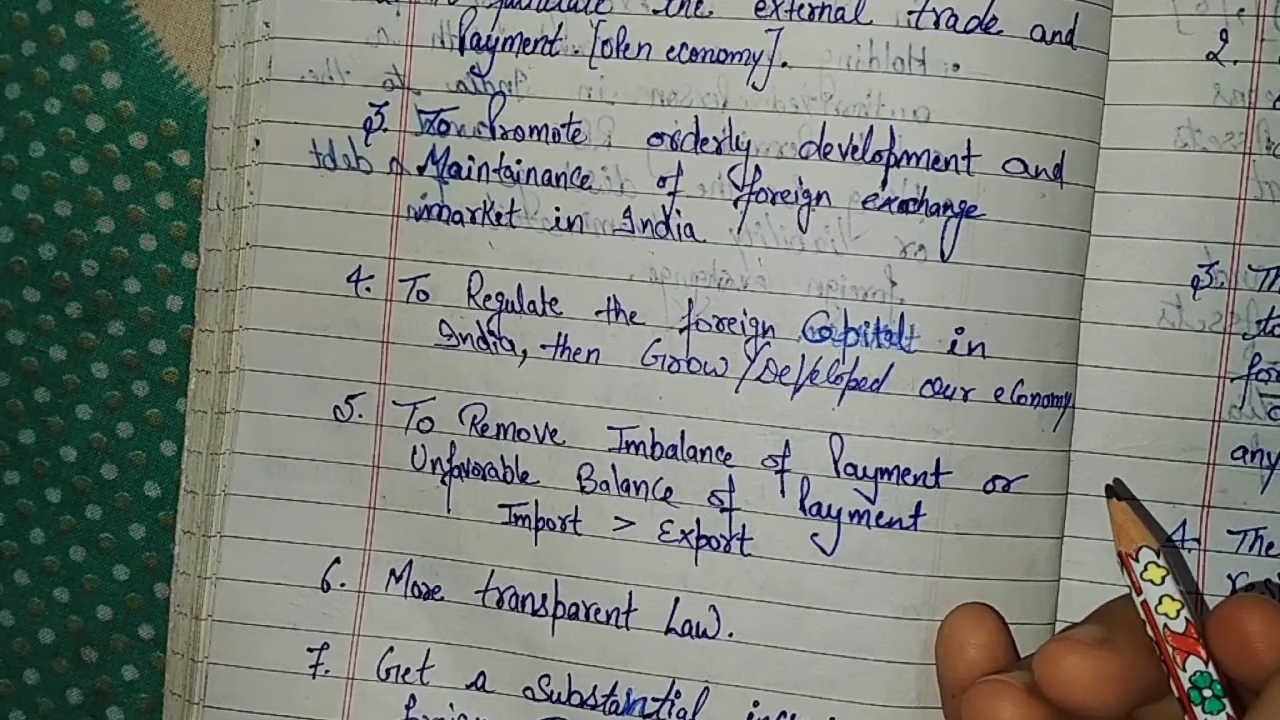 the external trade and
Payment. [open economy].
3. To Promote orderly development and
Maintainance of foreign exchange
market in India
4. To Regulate the foreign Capital in
India, then Grow/Developed our economy
5. To Remove Imbalance of Payment or
Unfavorable Balance of Payment
Import > Export
6. More transparent Law.
7. Get a Substantial
2.
3. Th
any
4. The